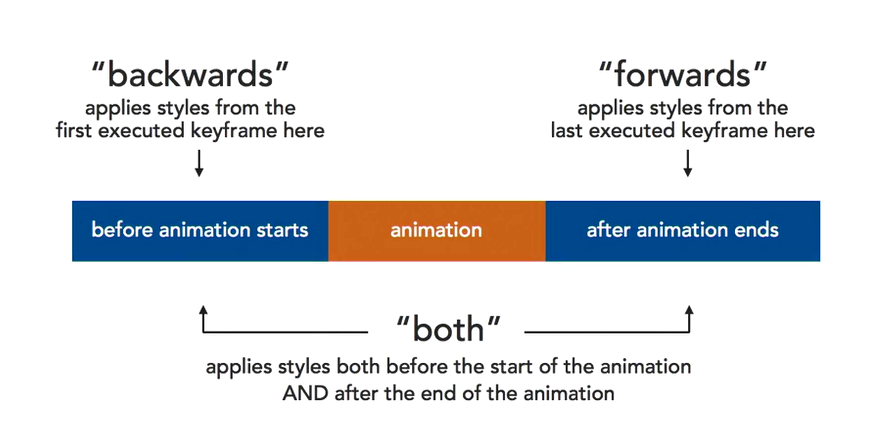 “backwards”
applies styles from the
first executed keyframe here
“forwards”
applies styles from the
last executed keyframe here
before animation starts
animation
after animation ends
“both”
applies styles both before the start of the animation
AND after the end of the animation